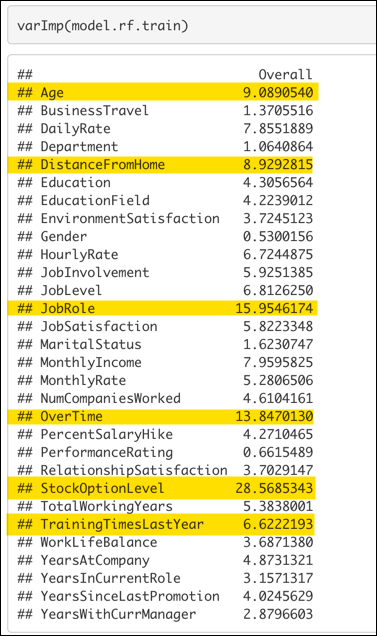 varImp(model.rf.train)
## Overall
## Age 9.0890540
## BusinessTravel 1.3705516
## DailyRate 7.8551889
## Department 1.0640864
## DistanceFromHome 8.9292815
## Education 4.3056564
## EducationField 4.2239012
## EnvironmentSatisfaction 3.7245123
## Gender 0.5300156
## HourlyRate 6.7244875
## JobInvolvement 5.9251385
## JobLevel 6.8126250
## JobRole 15.9546174
## JobSatisfaction 5.8223348
## MaritalStatus 1.6230747
## MonthlyIncome 7.9595825
## MonthlyRate 5.2806506
## NumCompaniesWorked 4.6104161
## OverTime 13.8470130
## PercentSalaryHike 4.2710465
## PerformanceRating 0.6615489
## RelationshipSatisfaction 3.7029147
## StockOptionLevel 28.5685343
## TotalWorkingYears 5.3838001
## TrainingTimesLastYear 6.6222193
## WorkLifeBalance 3.6871380
## YearsAtCompany 4.8731321
## YearsInCurrentRole 3.1571317
## YearsSinceLastPromotion 4.0245629
## YearsWithCurrManager 2.8796603